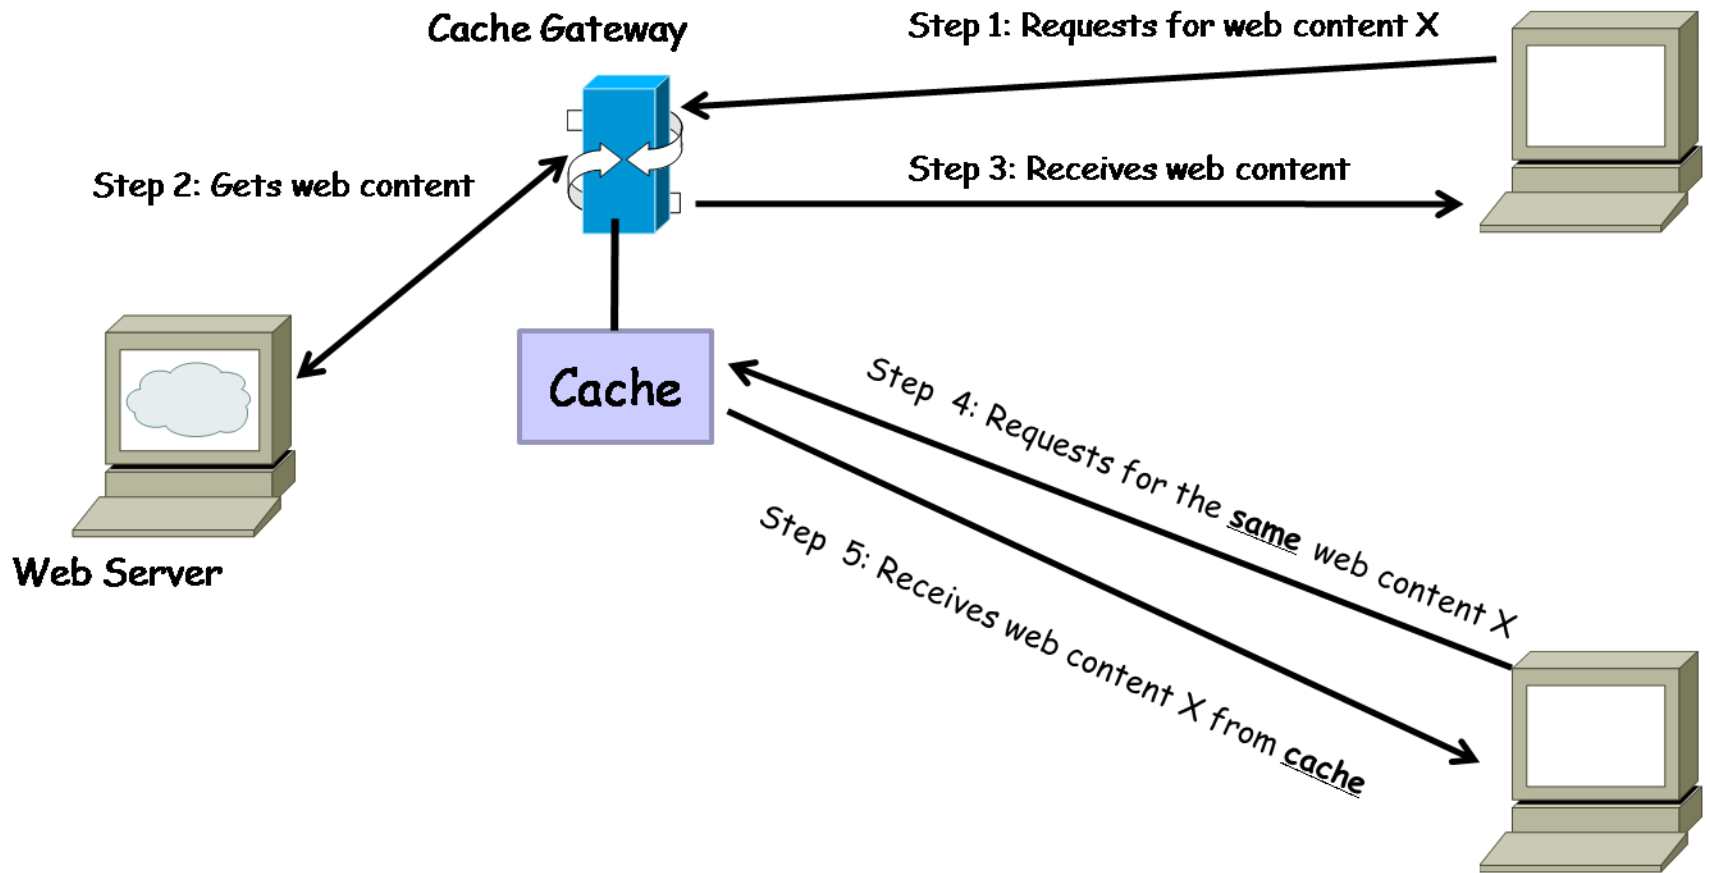 Cache Gateway
Step 1: Requests for web content X
Step 2: Gets web content
Step 3: Receives web content
Cache
Step 4: Requests for the same web content X
Step 5: Receives web content X from cache
Web Server